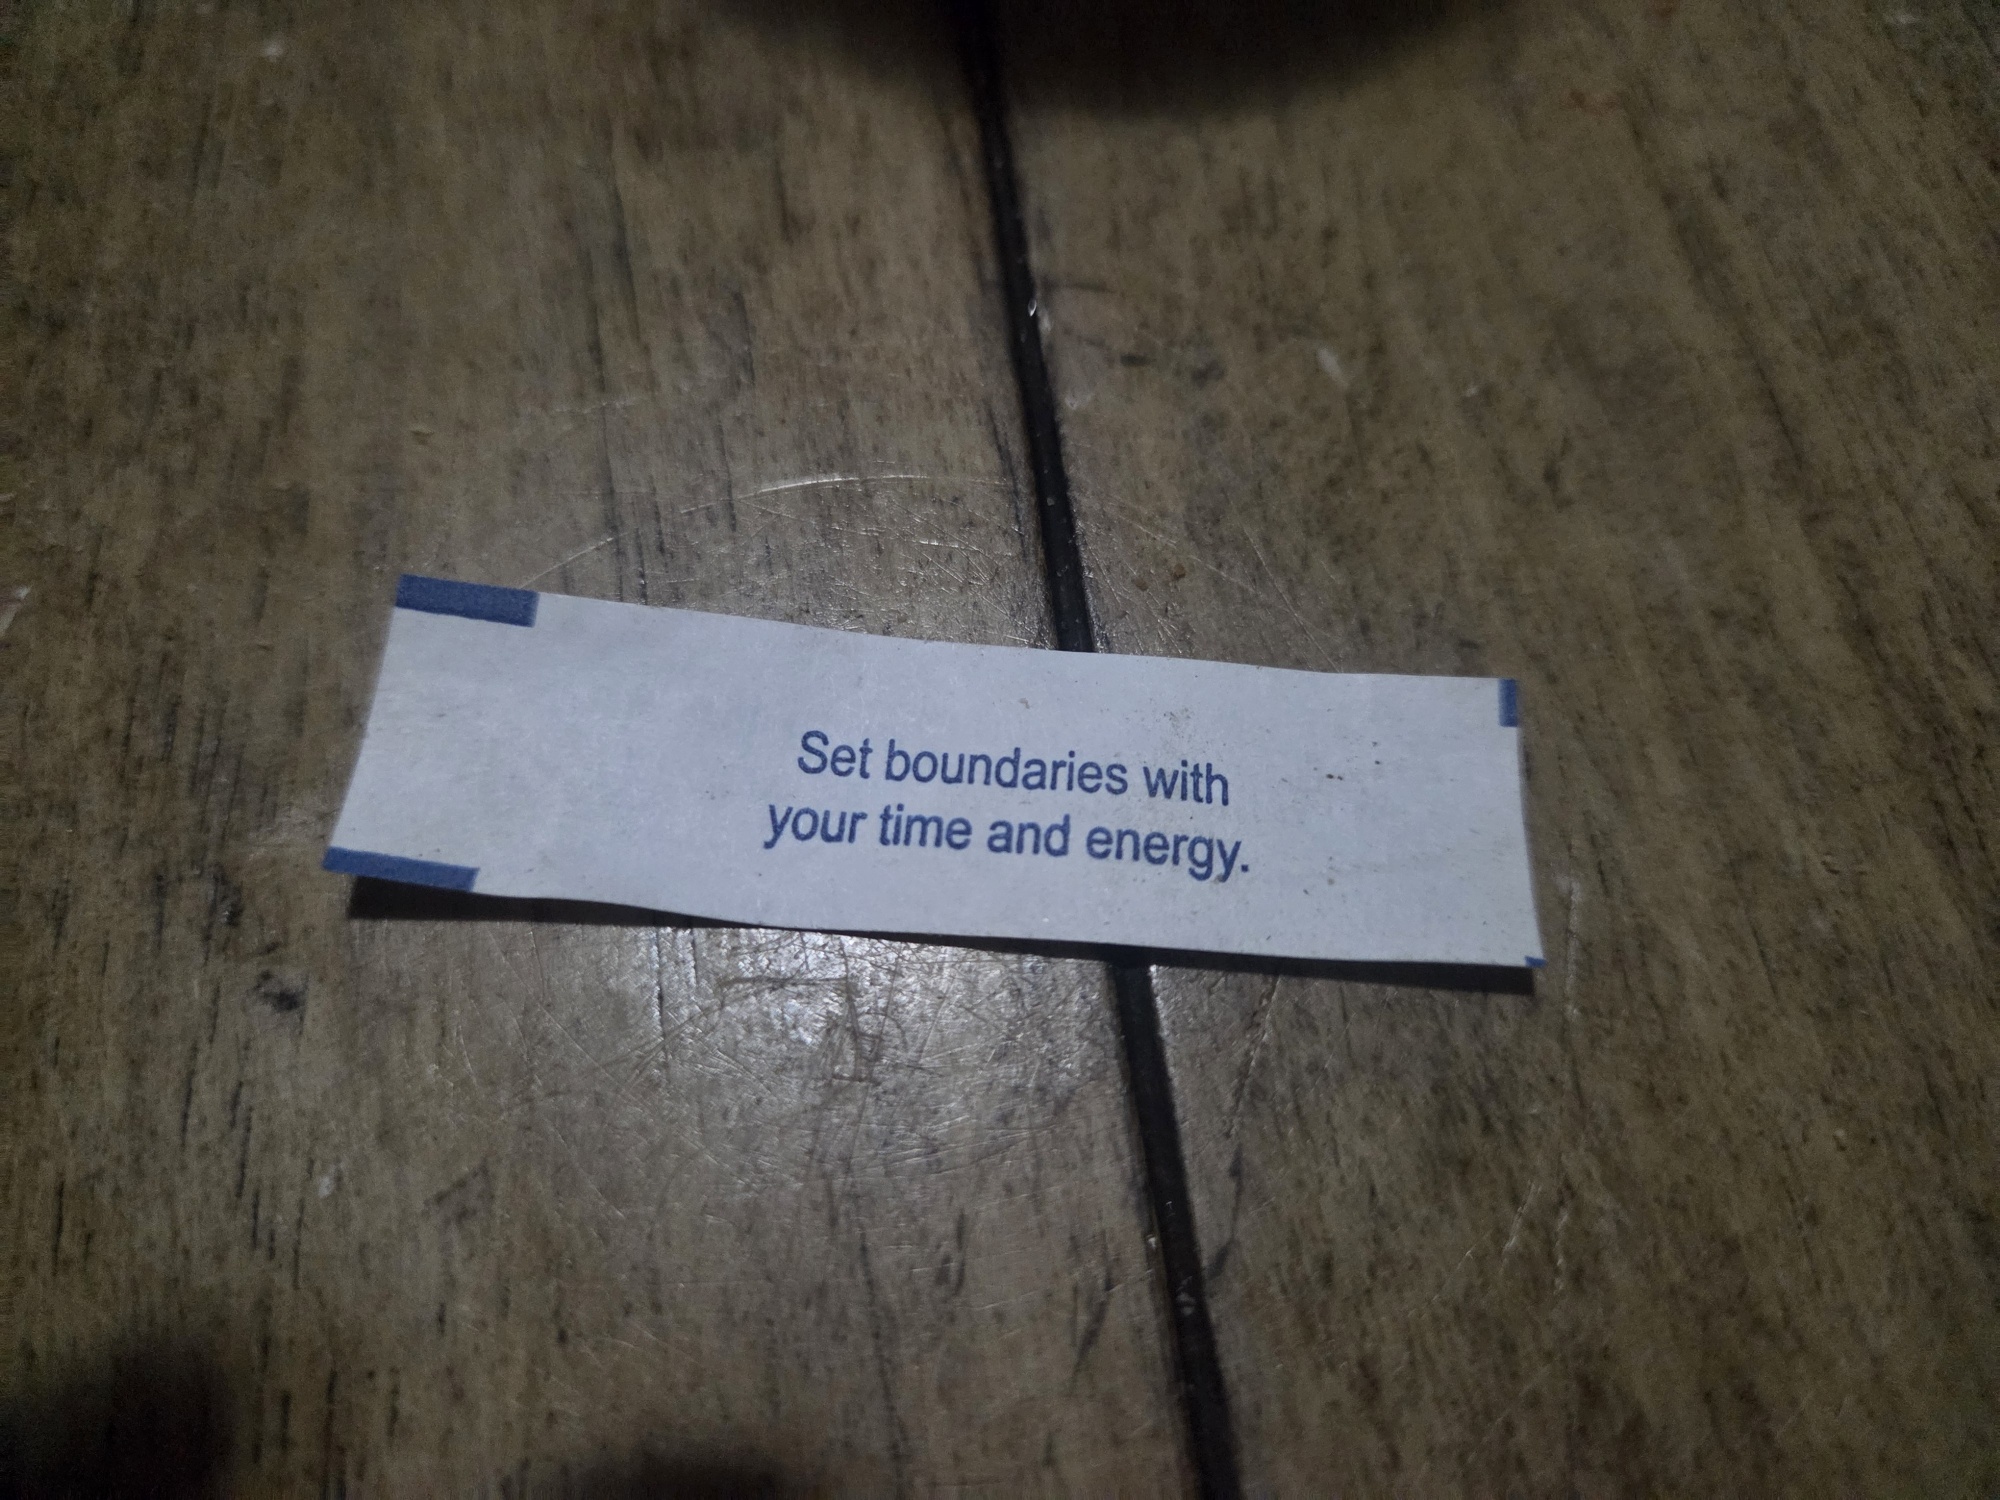 Set boundaries with
your time and energy.